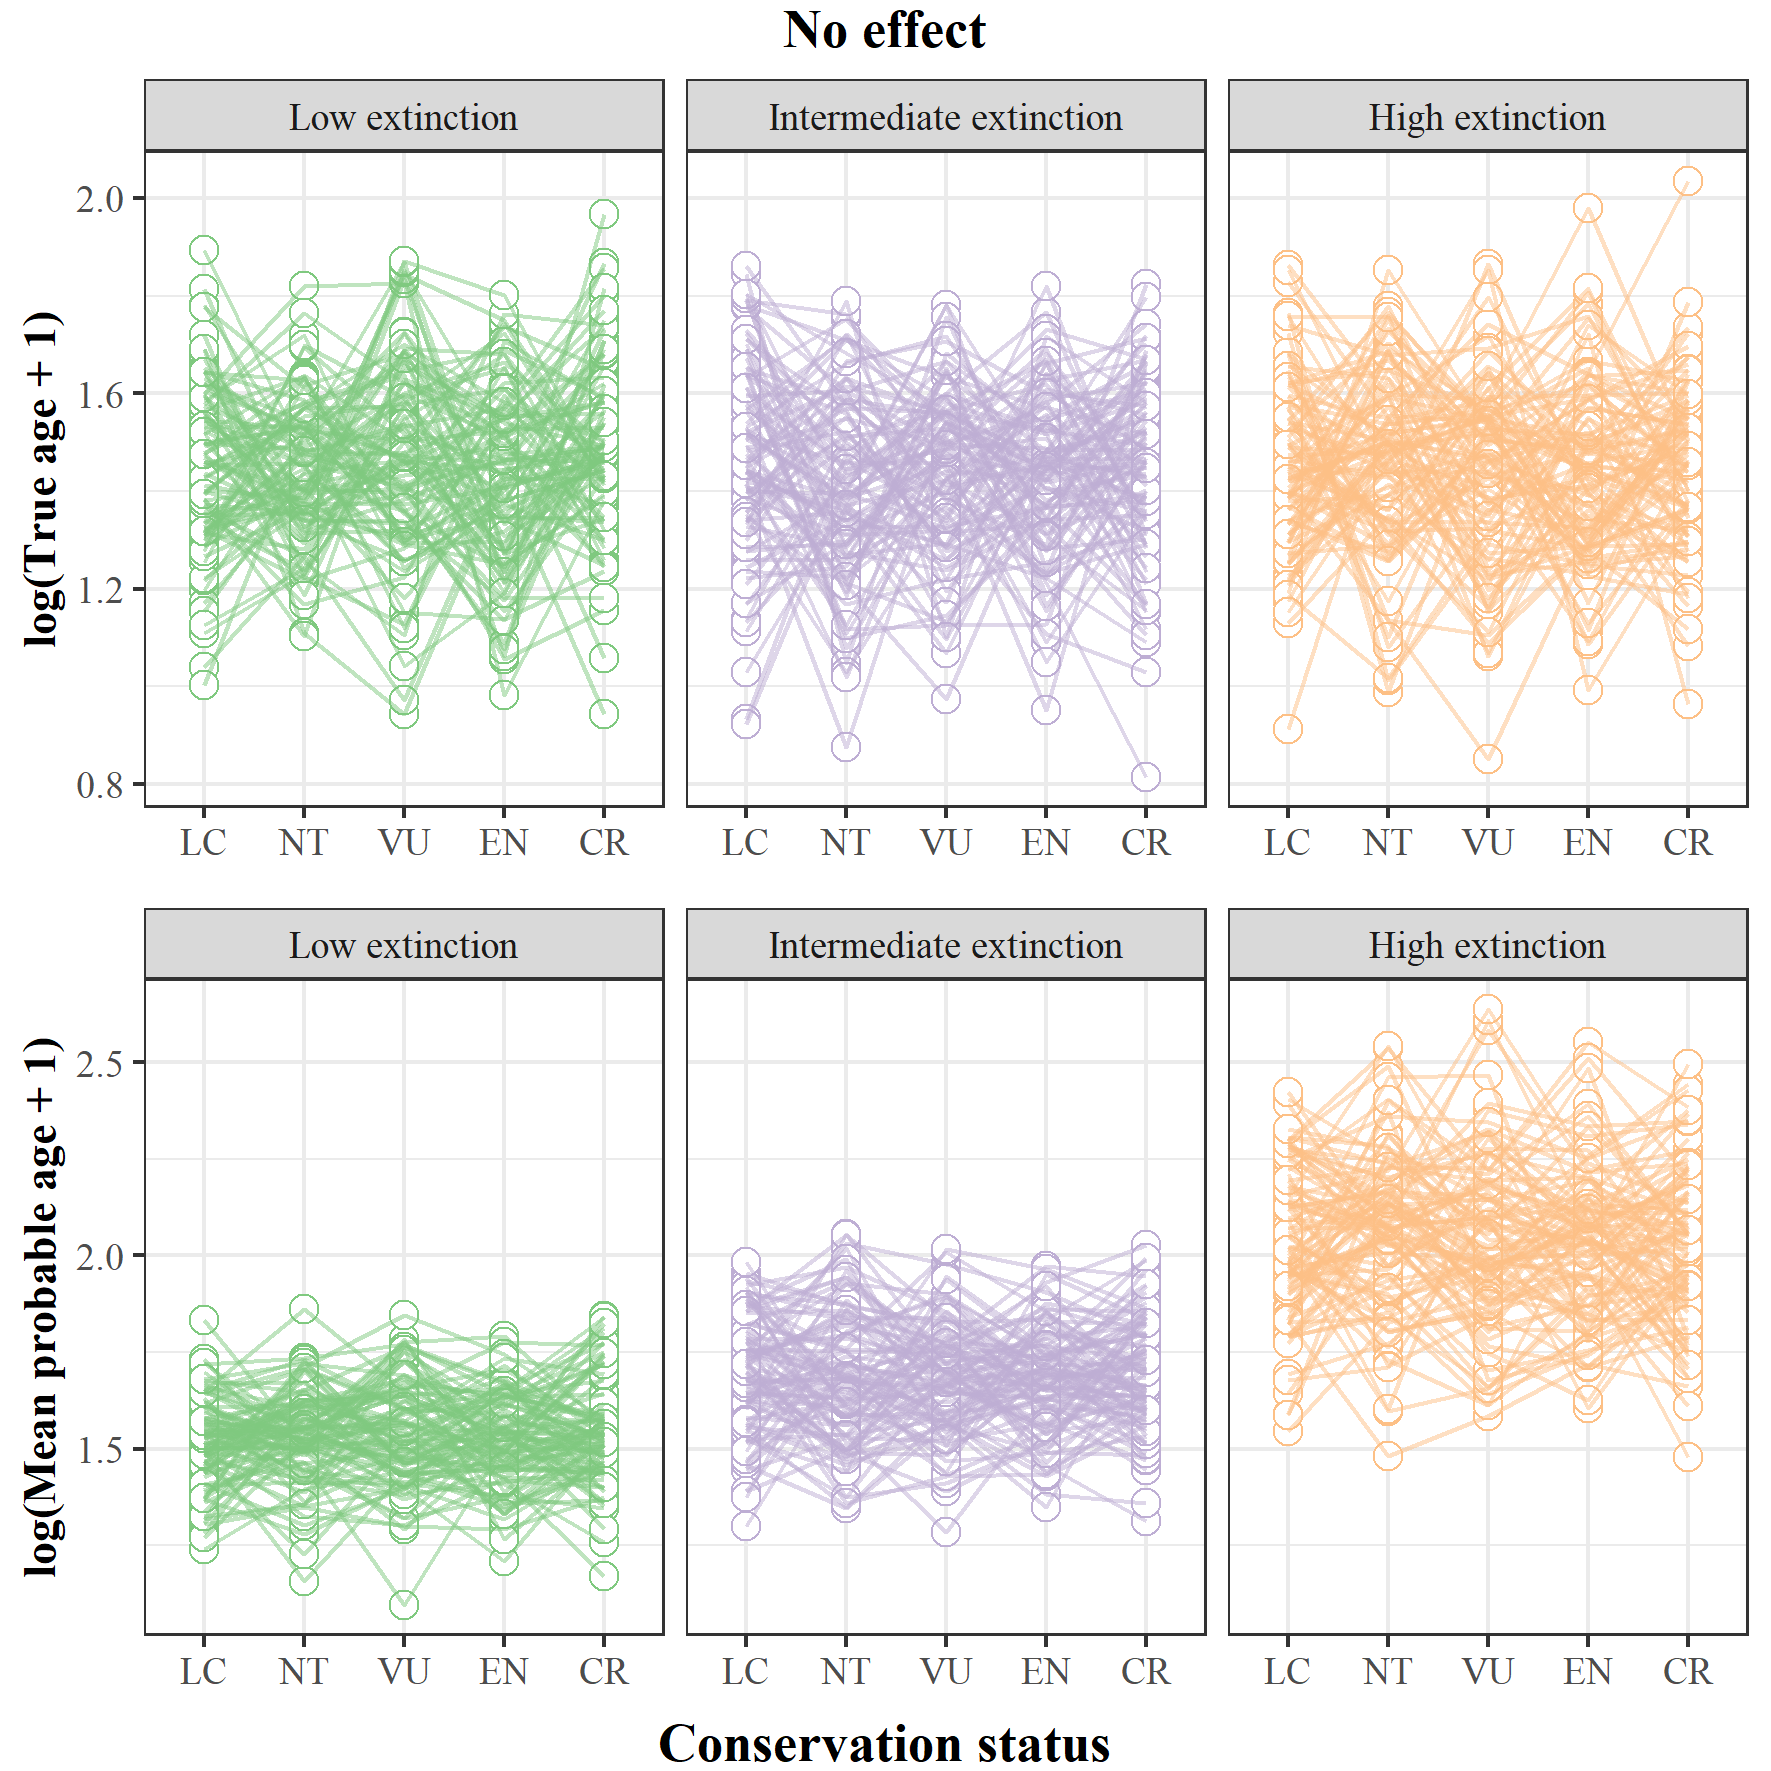 No effect
Low extinction
Intermediate extinction
High extinction
log(True age + 1)
2.0
1.6
1.2
0.8
LC NT VU EN CR
LC NT VU EN CR
LC NT VU EN CR
Low extinction
Intermediate extinction
High extinction
log(Mean probable age + 1)
2.5
2.0
1.5
LC NT VU EN CR
LC NT VU EN CR
LC NT VU EN CR
Conservation status